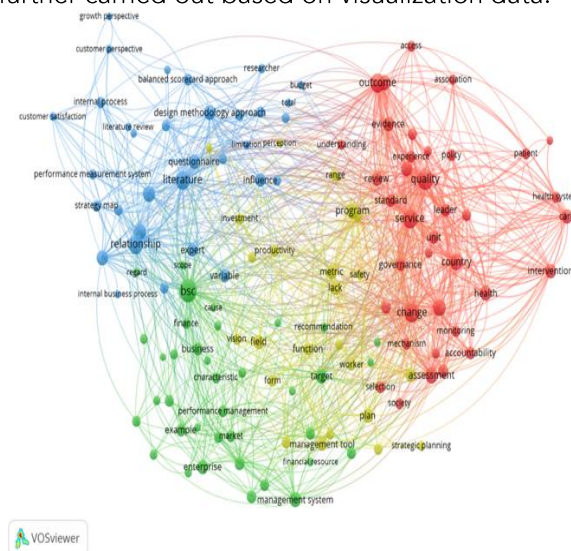 further carried out based on visualization data.
growth perspective
access
customer perspective
researcher
outcome
association
balanced scorecard approach
budget
internal process
total
customer satisfaction
design methodology approach
evidence
literature review
limitation perception
understanding
experience
policy
patient
questionnaire
performance measurement system
literature
influence
range
review
quality
standard
health syste
strategy map
program
leader
car
investment
service
relationship
unit
expert
productivity
regard
scope
metric
safety
governance
country
intervention
variable
lack
internal business process
bsc
health
cause
change
finance
recommendation
monitoring
vision
field
mechanism
business
function
accountability
worker
characteristic
form
target
selection
assessment
society
performance management
plan
example
market
management tool
strategic planning
enterprise
financial resource
management system
VOSviewer